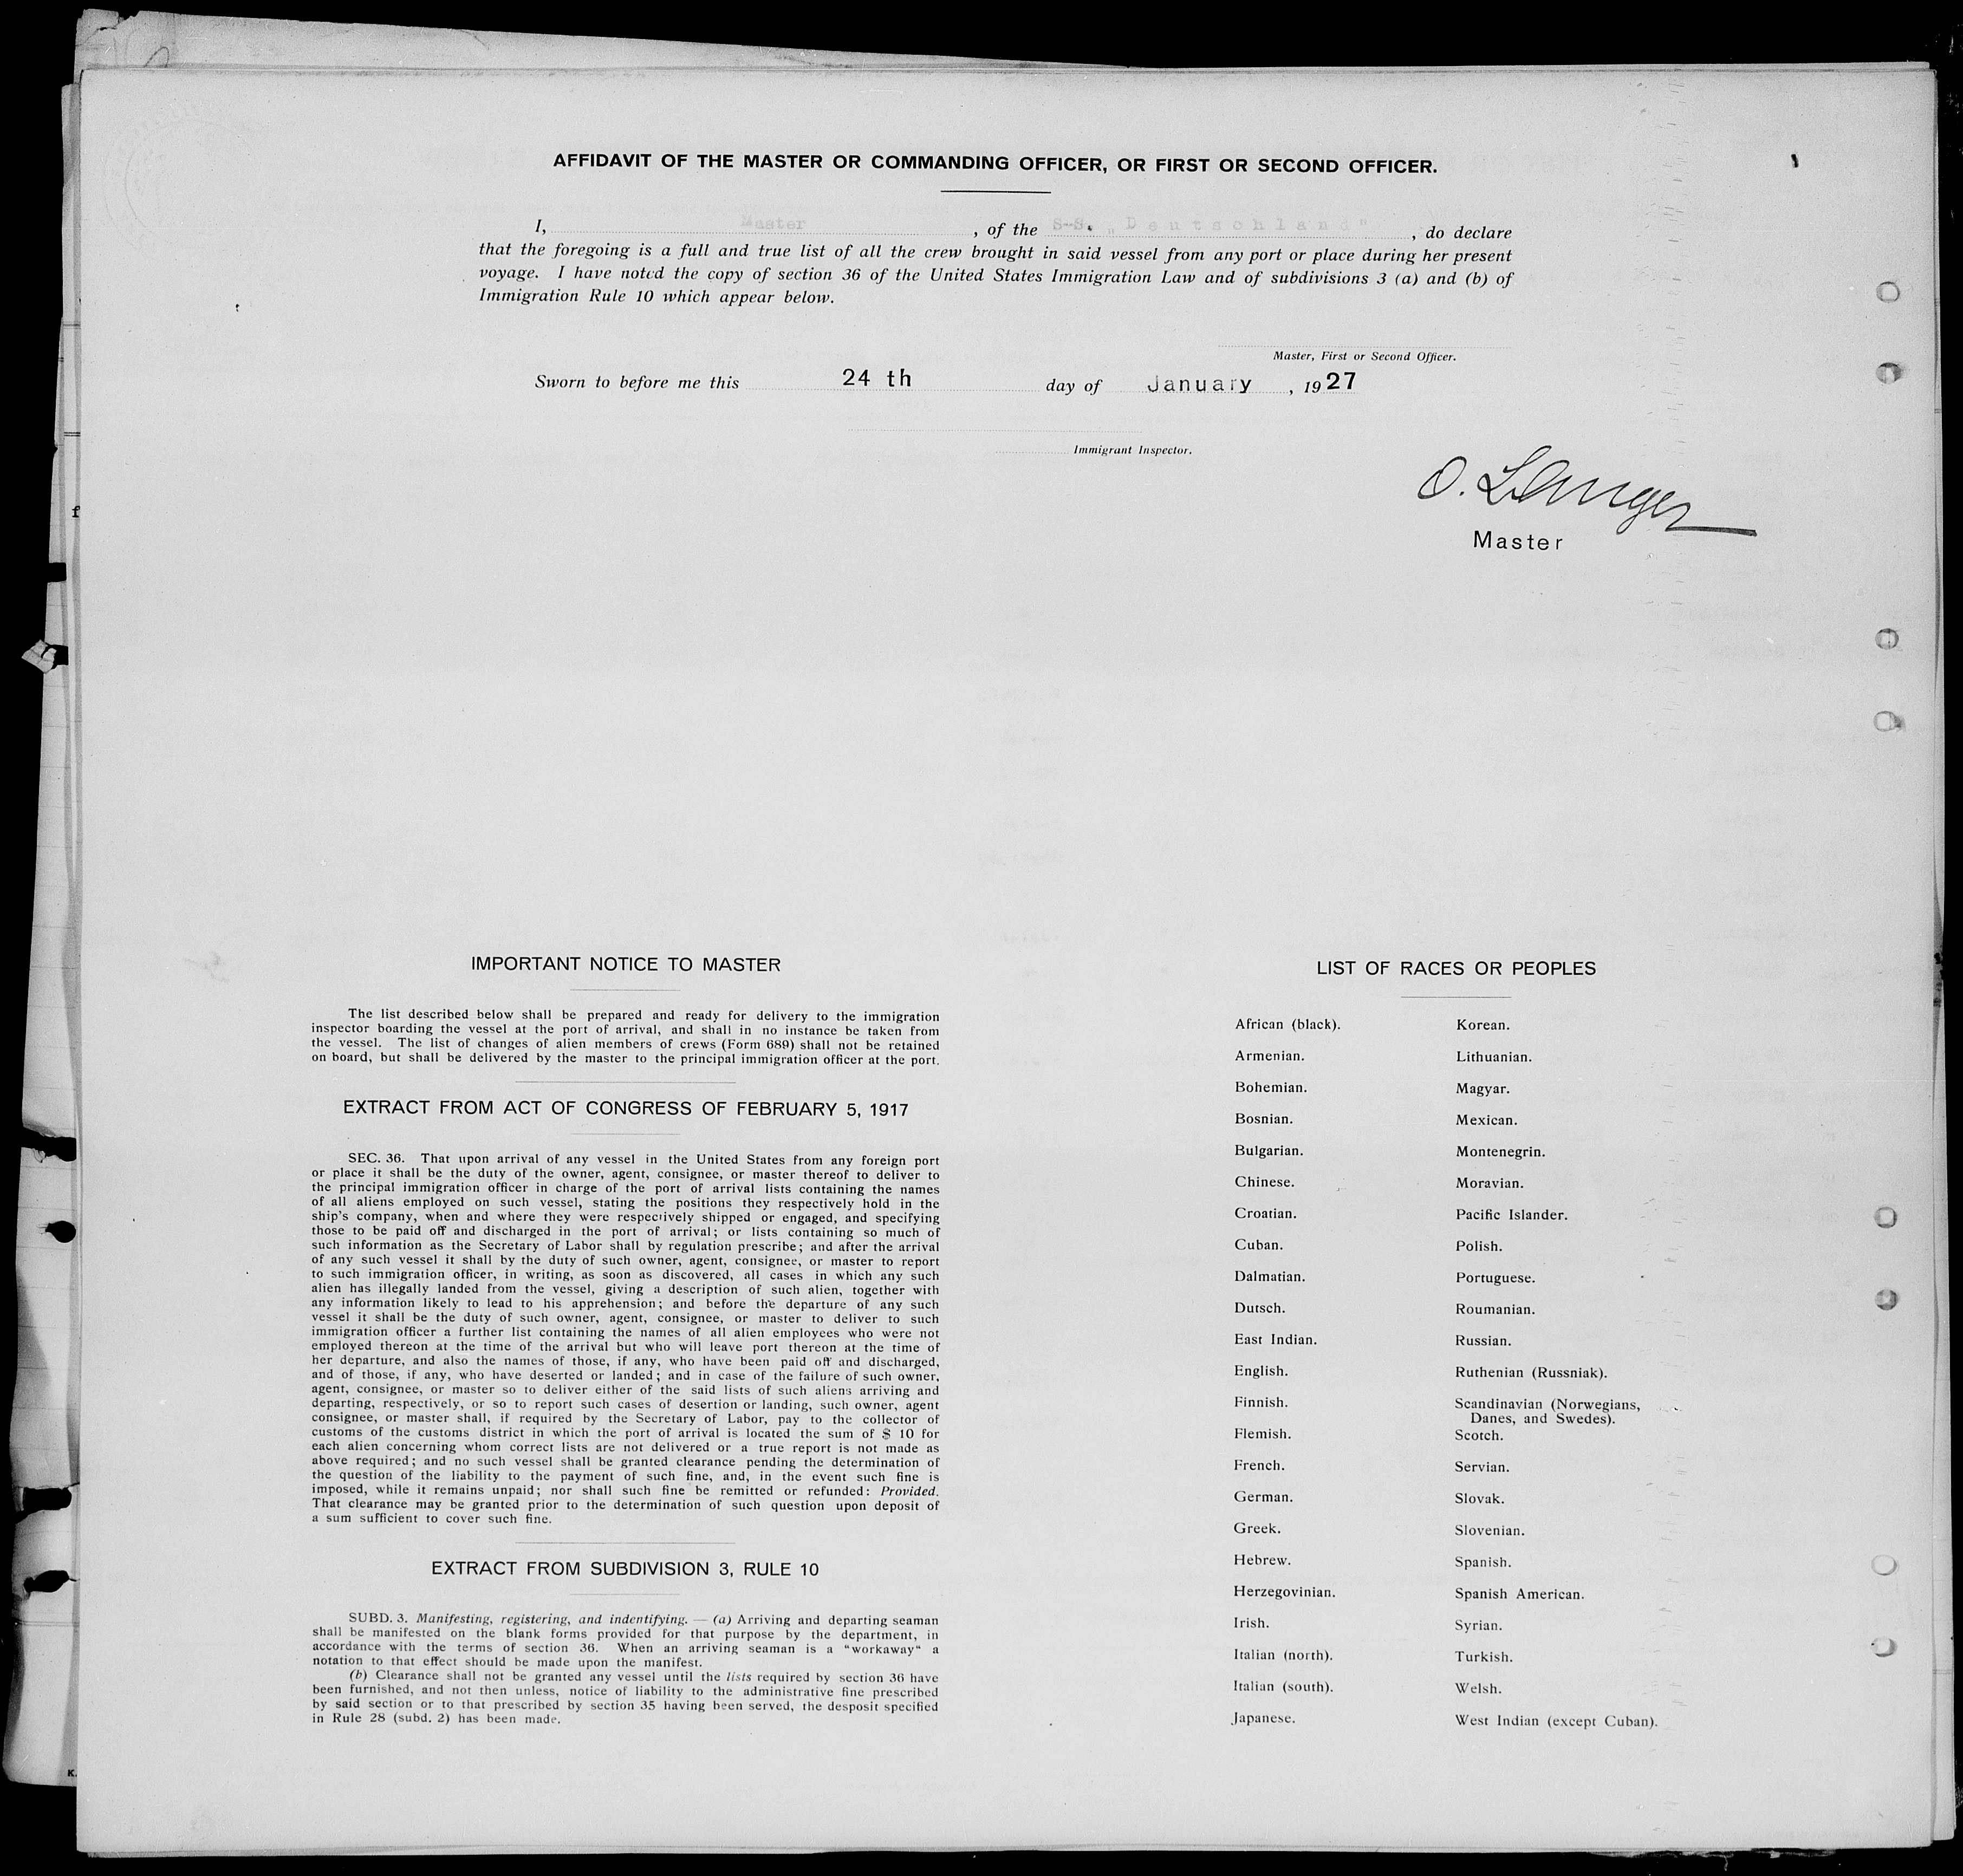 AFFIDAVIT OF THE MASTER OR COMMANDING OFFICER, OR FIRST OR SECOND OFFICER.
I, Master , of the S-S. „Deutschland" , do declare
that the foregoing is a full and true list of all the crew brought in said vessel from any port or place during her present
voyage. I have noted the copy of section 36 of the United States Immigration Law and of subdivisions 3 (a) and (b) of
Immigration Rule 10 which appear below.
Master, First or Second Officer.
Sworn to before me this 24 th day of January , 1927
Immigrant Inspector.
O. Langer
Master
IMPORTANT NOTICE TO MASTER
The list described below shall be prepared and ready for delivery to the immigration
inspector boarding the vessel at the port of arrival, and shall in no instance be taken from
the vessel. The list of changes of alien members of crews (Form 689) shall not be retained
on board, but shall be delivered by the master to the principal immigration officer at the port.
EXTRACT FROM ACT OF CONGRESS OF FEBRUARY 5, 1917
SEC. 36. That upon arrival of any vessel in the United States from any foreign port
or place it shall be the duty of the owner, agent, consignee, or master thereof to deliver to
the principal immigration officer in charge of the port of arrival lists containing the names
of all aliens employed on such vessel, stating the positions they respectively hold in the
ship's company, when and where they were respectively shipped or engaged, and specifying
those to be paid off and discharged in the port of arrival; or lists containing so much of
such information as the Secretary of Labor shall by regulation prescribe; and after the arrival
of any such vessel it shall by the duty of such owner, agent, consignee, or master to report
to such immigration officer, in writing, as soon as discovered, all cases in which any such
alien has illegally landed from the vessel, giving a description of such alien, together with
any information likely to lead to his apprehension; and before the departure of any such
vessel it shall be the duty of such owner, agent, consignee, or master to deliver to such
immigration officer a further list containing the names of all alien employees who were not
employed thereon at the time of the arrival but who will leave port thereon at the time of
her departure, and also the names of those, if any, who have been paid off and discharged,
and of those, if any, who have deserted or landed; and in case of the failure of such owner,
agent, consignee, or master so to deliver either of the said lists of such aliens arriving and
departing, respectively, or so to report such cases of desertion or landing, such owner, agent
consignee, or master shall, if required by the Secretary of Labor, pay to the collector of
customs of the customs district in which the port of arrival is located the sum of $ 10 for
each alien concerning whom correct lists are not delivered or a true report is not made as
above required; and no such vessel shall be granted clearance pending the determination of
the question of the liability to the payment of such fine, and, in the event such fine is
imposed, while it remains unpaid; nor shall such fine be remitted or refunded: Provided.
That clearance may be granted prior to the determination of such question upon deposit of
a sum sufficient to cover such fine.
EXTRACT FROM SUBDIVISION 3, RULE 10
SUBD. 3. Manifesting, registering, and indentifying. — (a) Arriving and departing seaman
shall be manifested on the blank forms provided for that purpose by the department, in
accordance with the terms of section 36. When an arriving seaman is a “workaway“ a
notation to that effect should be made upon the manifest.
(b) Clearance shall not be granted any vessel until the lists required by section 36 have
been furnished, and not then unless, notice of liability to the administrative fine prescribed
by said section or to that prescribed by section 35 having been served, the desposit specified
in Rule 28 (subd. 2) has been made.
LIST OF RACES OR PEOPLES
African (black).
Armenian.
Bohemian.
Bosnian.
Bulgarian.
Chinese.
Croatian.
Cuban.
Dalmatian.
Dutsch.
East Indian.
English.
Finnish.
Flemish.
French.
German.
Greek.
Hebrew.
Herzegovinian.
Irish.
Italian (north).
Italian (south).
Japanese.
Korean.
Lithuanian.
Magyar.
Mexican.
Montenegrin.
Moravian.
Pacific Islander.
Polish.
Portuguese.
Roumanian.
Russian.
Ruthenian (Russniak).
Scandinavian (Norwegians,
Danes, and Swedes).
Scotch.
Servian.
Slovak.
Slovenian.
Spanish.
Spanish American.
Syrian.
Turkish.
Welsh.
West Indian (except Cuban).